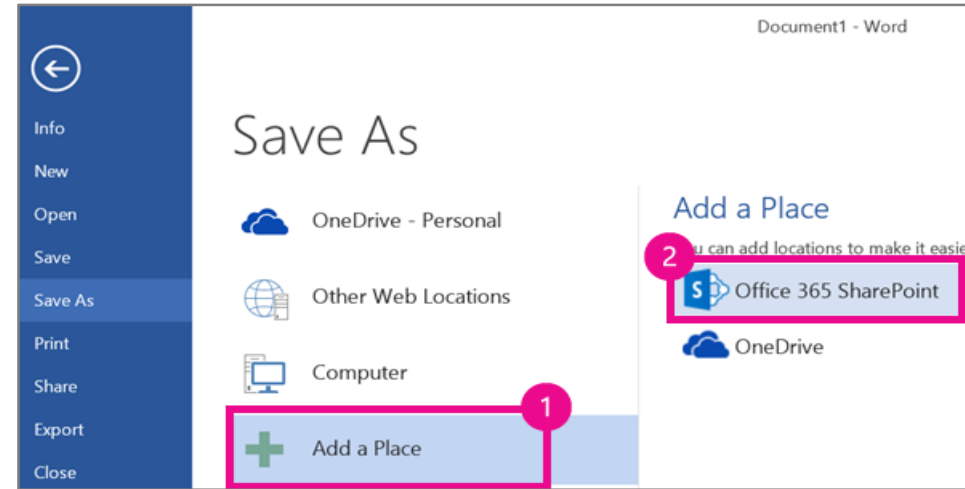 Document1 - Word
Info
New
Open
Save
Save As
Print
Share
Export
Close
Save As
OneDrive - Personal
Other Web Locations
Computer
1
Add a Place
Add a Place
can add locations to make it
2
S
Office 365 SharePoint
OneDrive